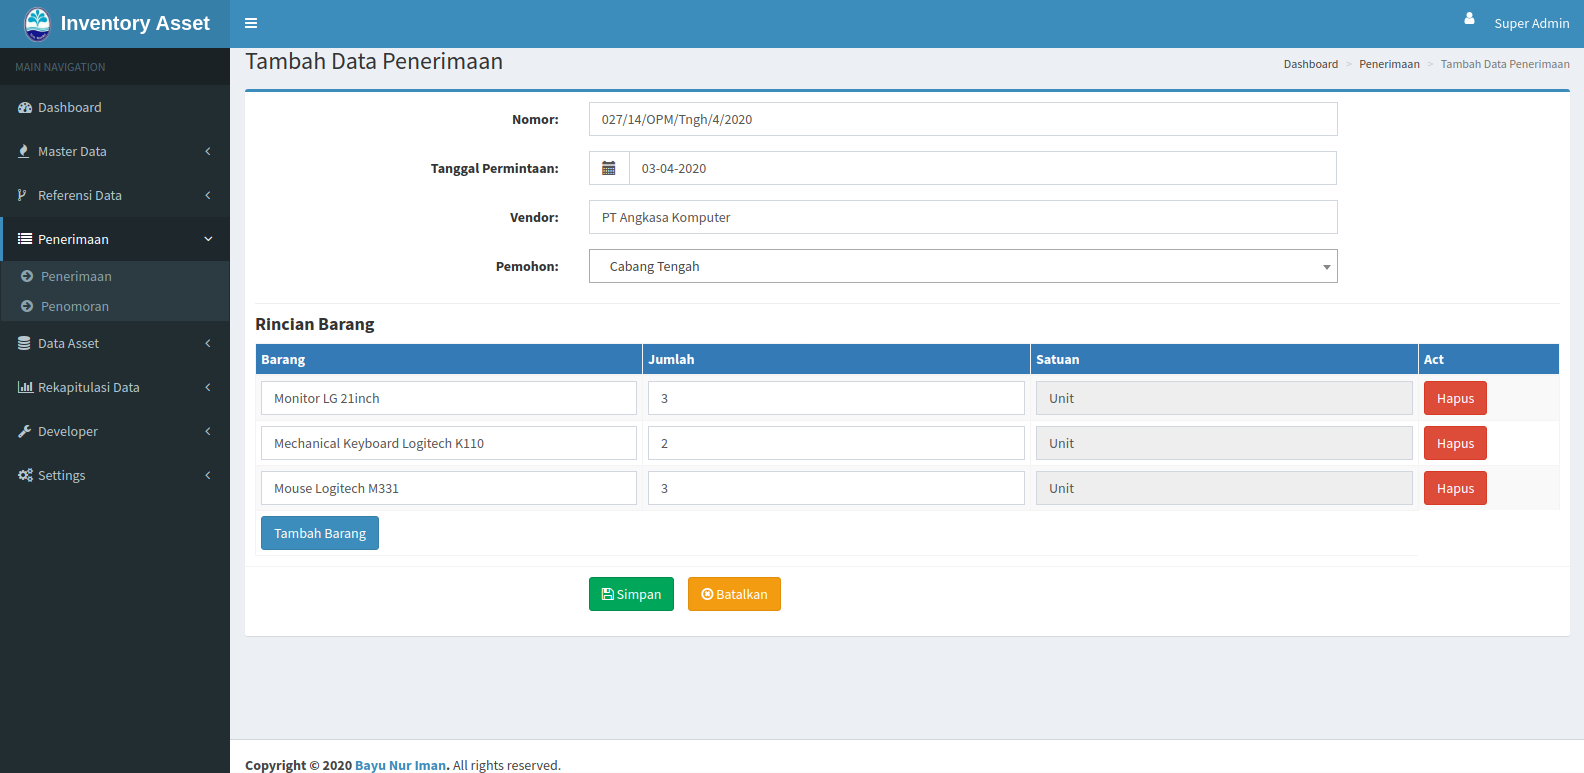 Inventory Asset
Super Admin
MAIN NAVIGATION
Dashboard
Master Data
Referensi Data
Penerimaan
Penerimaan
Penomoran
Data Asset
Rekapitulasi Data
Developer
Settings
Tambah Data Penerimaan
Dashboard > Penerimaan > Tambah Data Penerimaan
Nomor: 027/14/OPM/Tngh/4/2020
Tanggal Permintaan: 03-04-2020
Vendor: PT Angkasa Komputer
Pemohon: Cabang Tengah
Rincian Barang
Barang Jumlah Satuan Act
Monitor LG 21inch 3 Unit Hapus
Mechanical Keyboard Logitech K110 2 Unit Hapus
Mouse Logitech M331 3 Unit Hapus
Tambah Barang
Simpan Batalkan
Copyright © 2020 Bayu Nur Iman. All rights reserved.